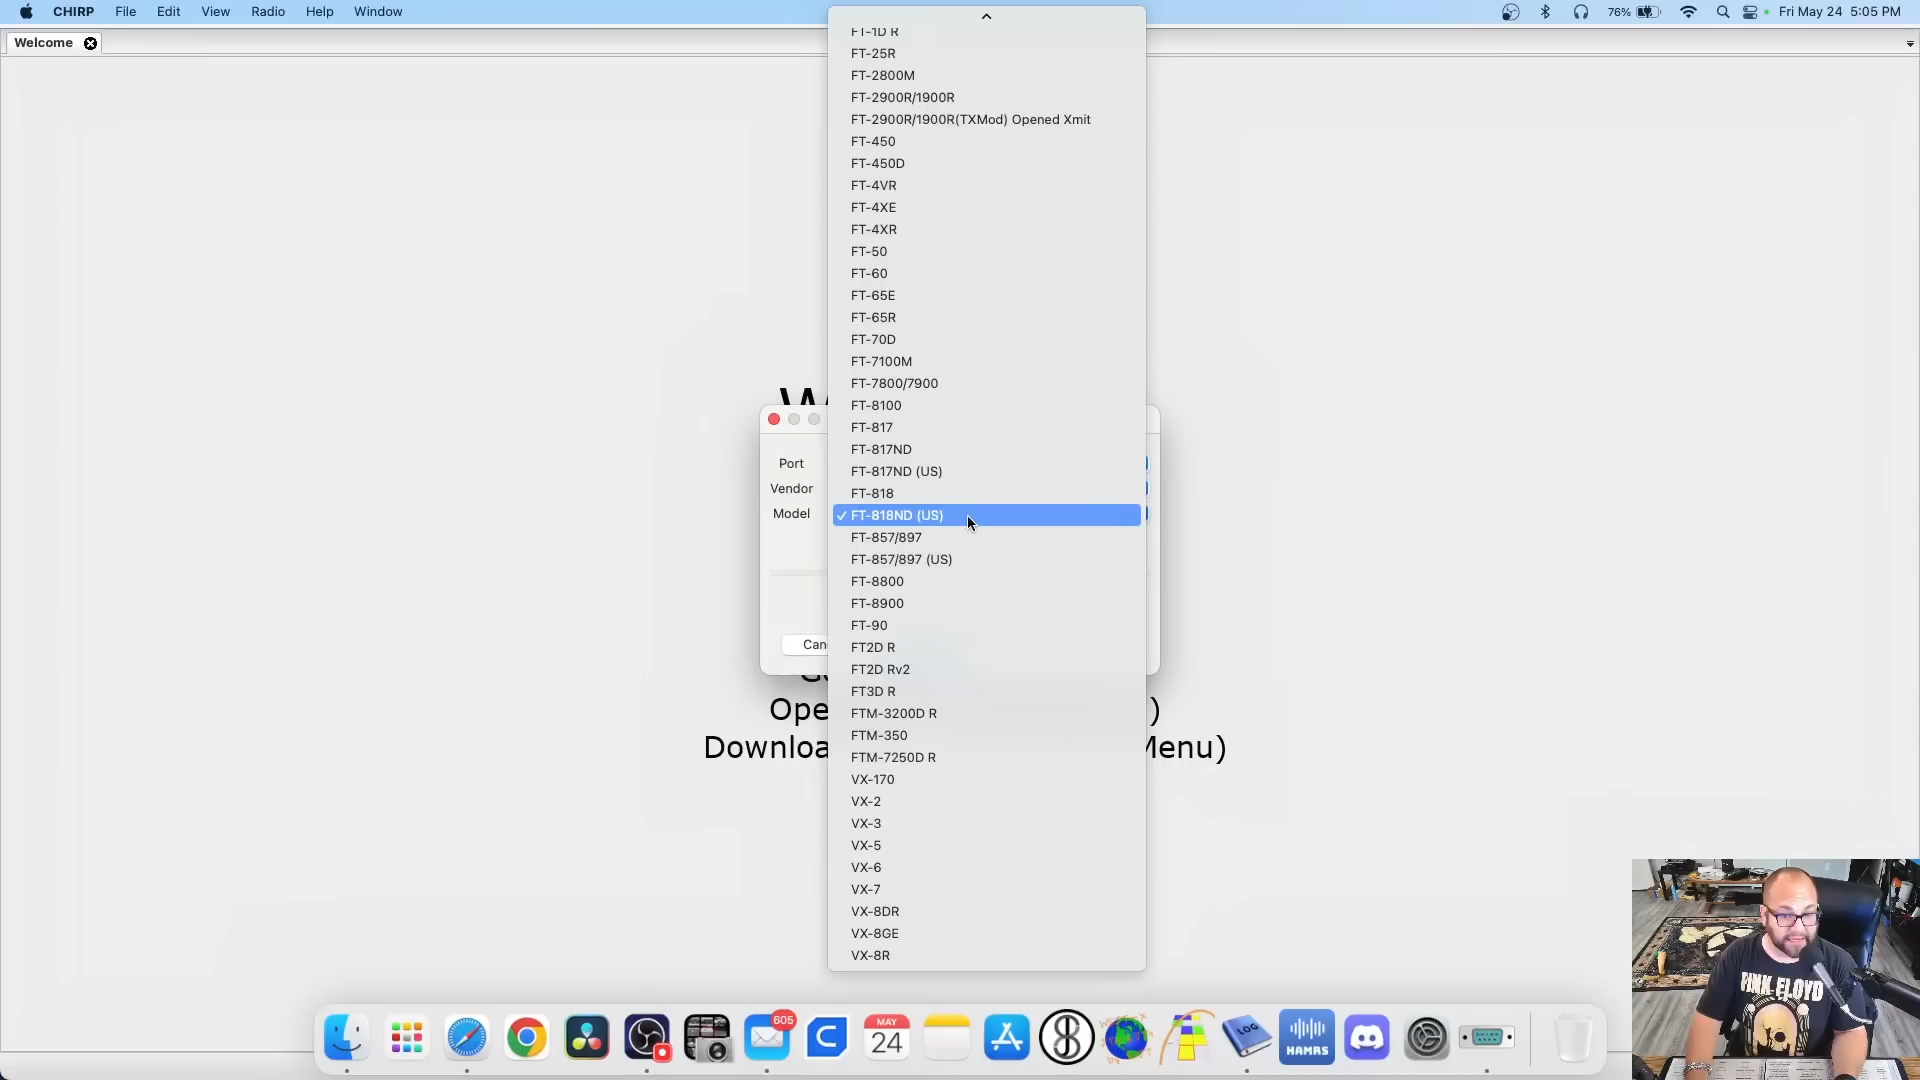 CHIRP File Edit View Radio Help Window 76% Fri May 24 5:05 PM
Welcome
FT-1D R
FT-25R
FT-2800M
FT-2900R/1900R
FT-2900R/1900R(TXMod) Opened Xmit
FT-450
FT-450D
FT-4VR
FT-4XE
FT-4XR
FT-50
FT-60
FT-65E
FT-65R
FT-70D
FT-7100M
FT-7800/7900
FT-8100
FT-817
FT-817ND
FT-817ND (US)
FT-818
✓ FT-818ND (US)
FT-857/897
FT-857/897 (US)
FT-8800
FT-8900
FT-90
FT2D R
FT2D Rv2
FT3D R
FTM-3200D R
FTM-350
FTM-7250D R
VX-170
VX-2
VX-3
VX-5
VX-6
VX-7
VX-8DR
VX-8GE
VX-8R
Port
Vendor
Model
Can
Ope )
Downloa Menu)
605
MAY
24
LOG
HAMRS
PINK FLOYD